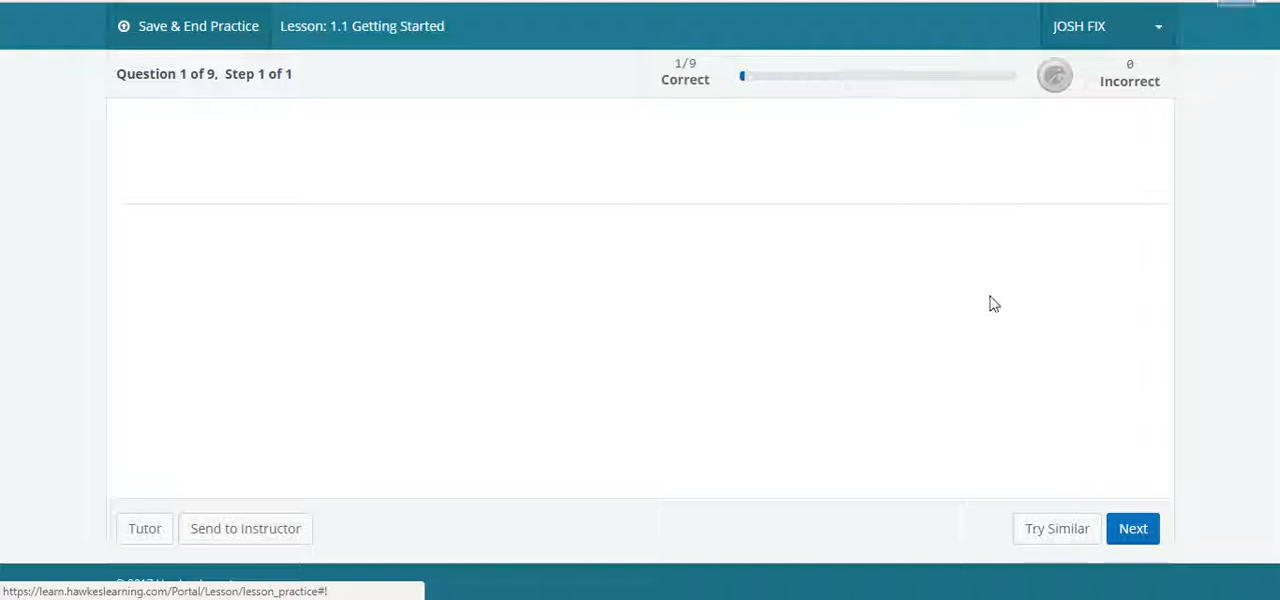 Save & End Practice Lesson: 1.1 Getting Started JOSH FIX
Question 1 of 9, Step 1 of 1
1/9
Correct
0
Incorrect
Tutor Send to Instructor Try Similar Next
https://learn.hawkeslearning.com/Portal/Lesson/lesson_practice#!